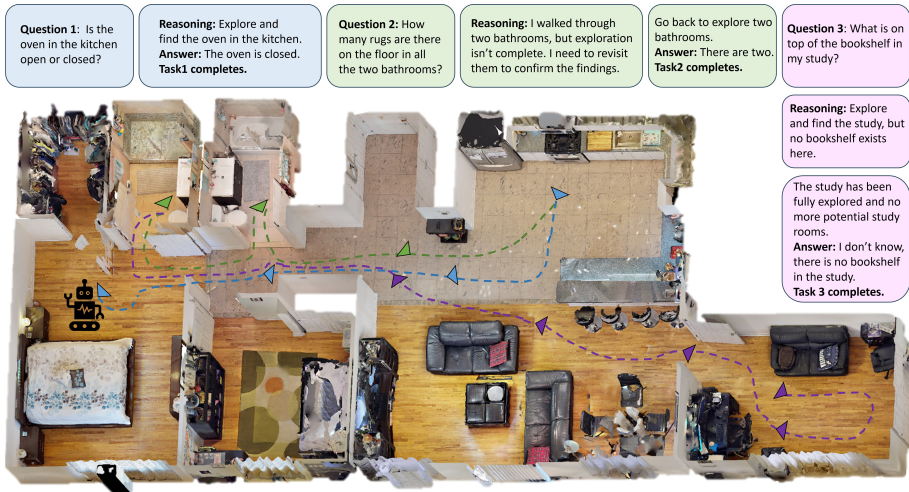 Question 1: Is the
oven in the kitchen
open or closed?
Reasoning: Explore and
find the oven in the kitchen.
Answer: The oven is closed.
Task1 completes.
Question 2: How
many rugs are there
on the floor in all
the two bathrooms?
Reasoning: I walked through
two bathrooms, but exploration
isn't complete. I need to revisit
them to confirm the findings.
Go back to explore two
bathrooms.
Answer: There are two.
Task2 completes.
Question 3: What is on
top of the bookshelf in
my study?
Reasoning: Explore
and find the study, but
no bookshelf exists
here.
The study has been
fully explored and no
more potential study
rooms.
Answer: I don't know,
there is no bookshelf
in the study.
Task 3 completes.